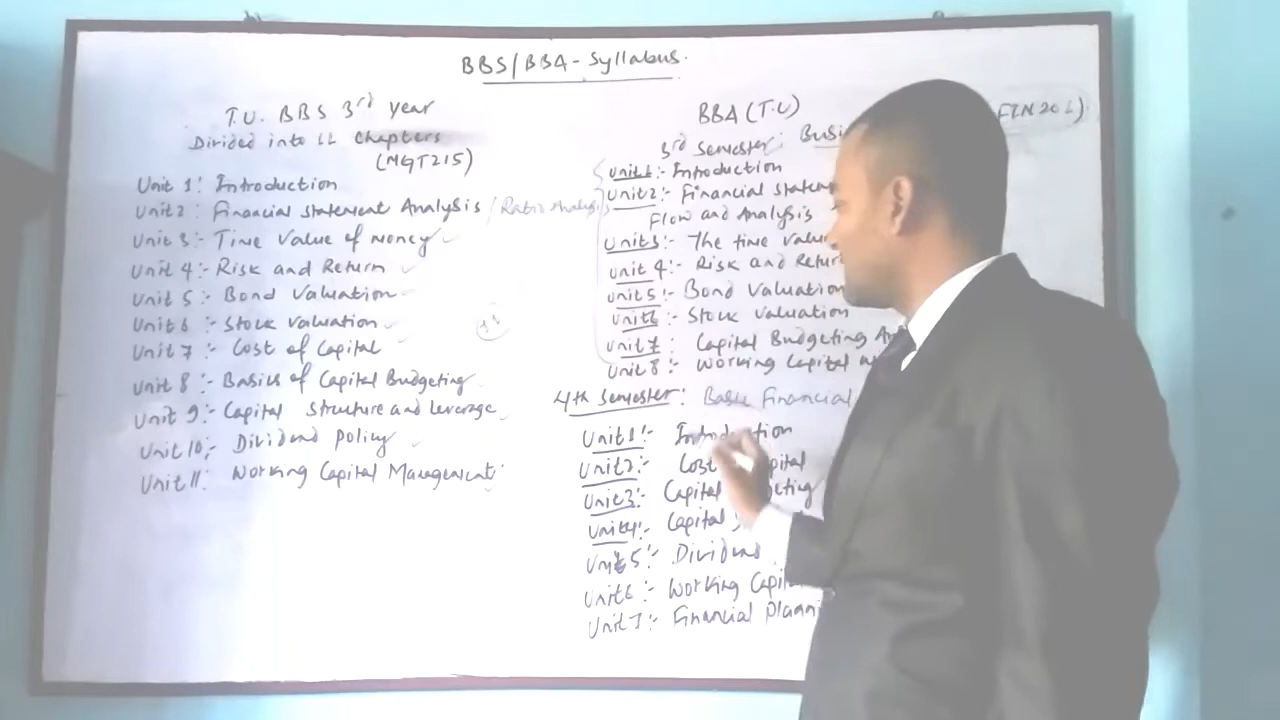 BBS/BBA - Syllabus.
T.U. BBS 3rd year
Divided into 11 Chapters
(MGT215)
Unit 1: Introduction
Unit 2: Financial Statement Analysis / Ratio Analysis
Unit 3:- Time Value of Money
Unit 4:- Risk and Return
Unit 5:- Bond Valuation
Unit 6:- Stock Valuation
Unit 7:- Cost of Capital
Unit 8:- Basics of Capital Budgeting
Unit 9:- Capital Structure and Leverage
Unit 10:- Dividend Policy
Unit 11: Working Capital Management
BBA (T.U)
3rd Semester:
Unit 1:- Introduction
Unit 2:- Financial
Flow and Analysis
Unit 3:- The time
Unit 4:- Risk and
Unit 5:- Bond Valuation
Unit 6:- Stock Valuation
Unit 7: Capital Budgeting
Unit 8:- Working Capital
4th Semester: Basic Financial
Unit 1:- Introduction
Unit 2:-
Unit 3:- Capital
Unit 4:- Capital
Unit 5:- Dividend
Unit 6:- Working
Unit 7:- Financial